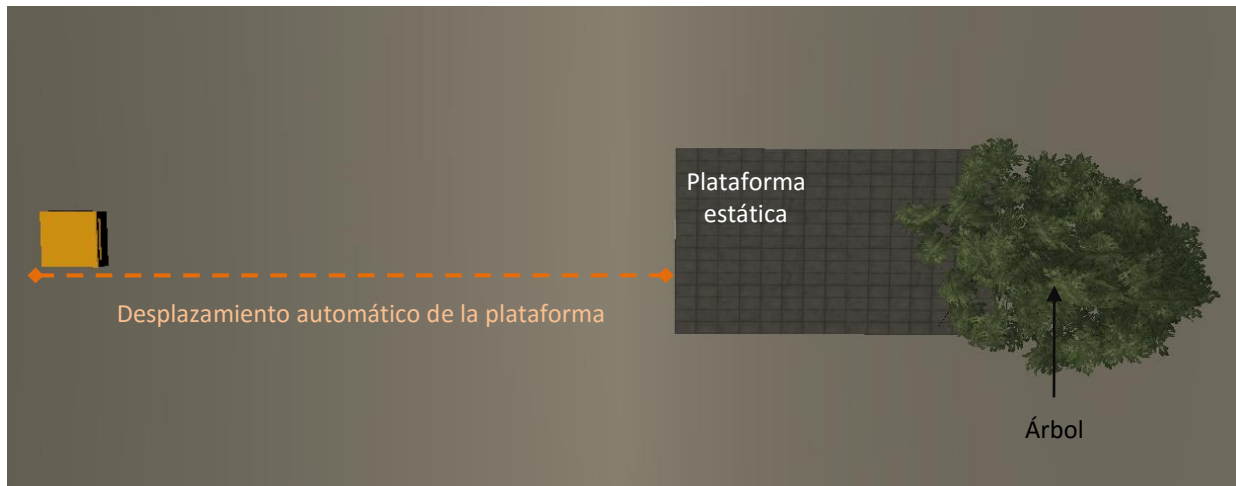 Plataforma
estática
Desplazamiento automático de la plataforma
Árbol